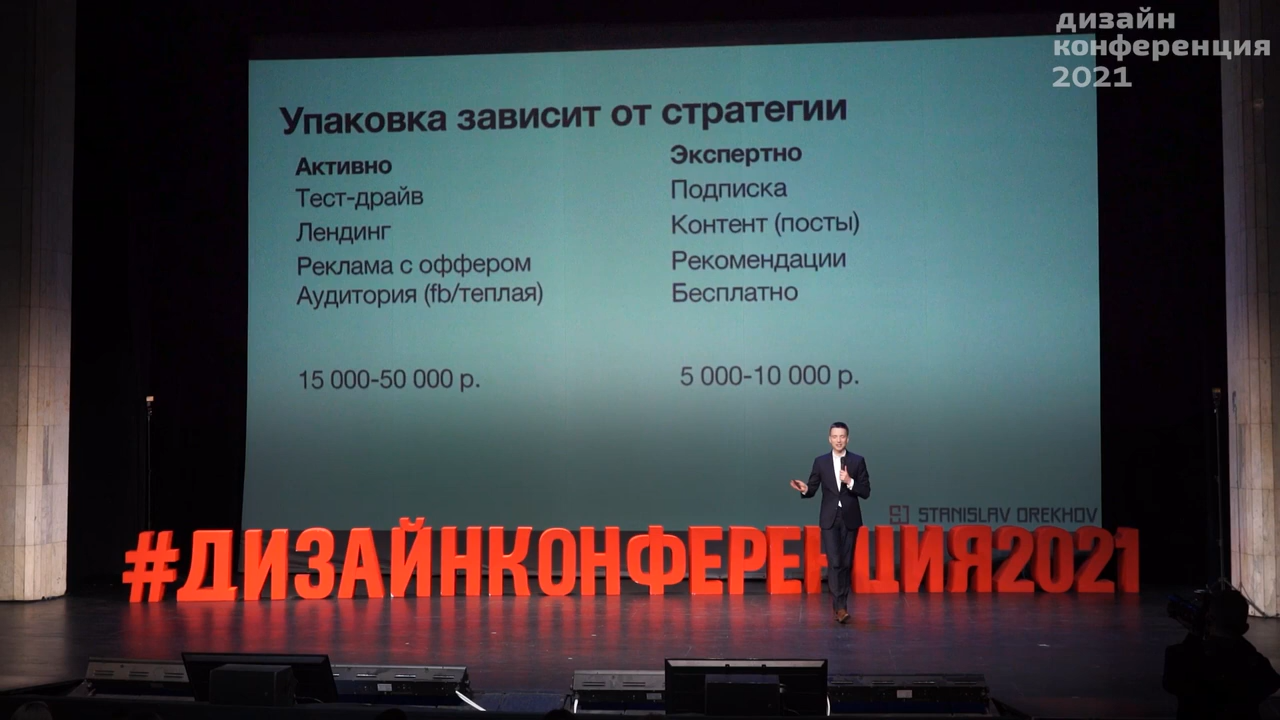 дизайн
конференция
2021
Упаковка зависит от стратегии
Активно
Тест-драйв
Лендинг
Реклама с оффером
Аудитория (fb/теплая)
15 000-50 000 р.
Экспертно
Подписка
Контент (посты)
Рекомендации
Бесплатно
5 000-10 000 р.
STANISLAV OREKHOV
#ДИЗАЙНКОНФЕРЕНЦИЯ2021